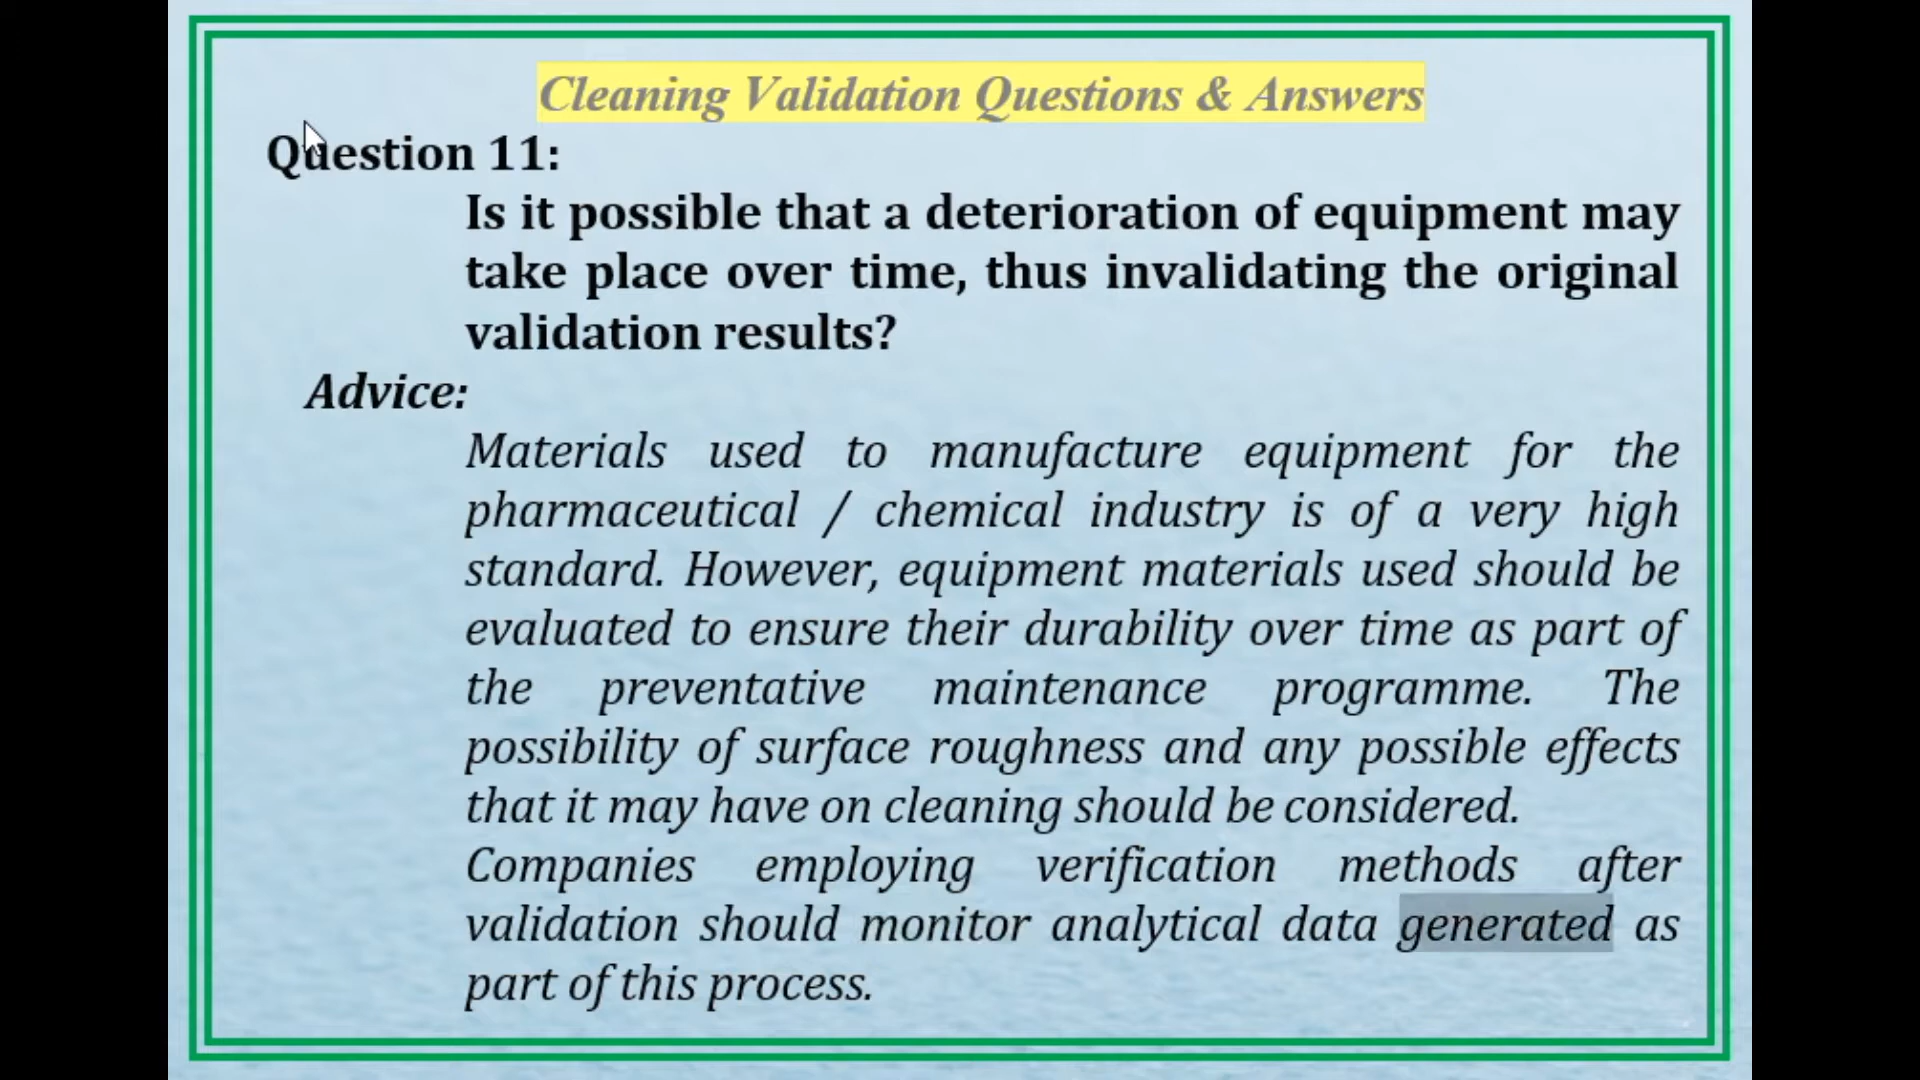 Cleaning Validation Questions & Answers
Question 11:
Is it possible that a deterioration of equipment may
take place over time, thus invalidating the original
validation results?
Advice:
Materials used to manufacture equipment for the
pharmaceutical / chemical industry is of a very high
standard. However, equipment materials used should be
evaluated to ensure their durability over time as part of
the preventative maintenance programme. The
possibility of surface roughness and any possible effects
that it may have on cleaning should be considered.
Companies employing verification methods after
validation should monitor analytical data generated as
part of this process.